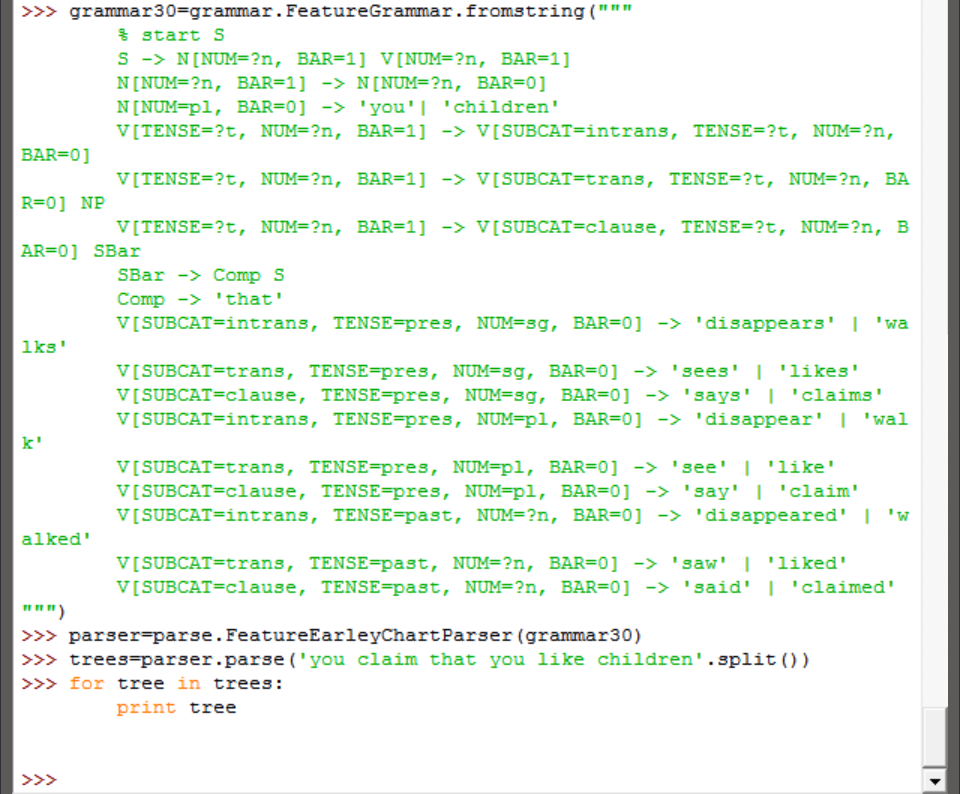 >>> grammar30=grammar.FeatureGrammar.fromstring("""
% start S
S -> N[NUM=?n, BAR=1] V[NUM=?n, BAR=1]
N[NUM=?n, BAR=1] -> N[NUM=?n, BAR=0]
N[NUM=pl, BAR=0] -> 'you'| 'children'
V[TENSE=?t, NUM=?n, BAR=1] -> V[SUBCAT=intrans, TENSE=?t, NUM=?n,
BAR=0]
V[TENSE=?t, NUM=?n, BAR=1] -> V[SUBCAT=trans, TENSE=?t, NUM=?n, BA
R=0] NP
V[TENSE=?t, NUM=?n, BAR=1] -> V[SUBCAT=clause, TENSE=?t, NUM=?n, B
AR=0] SBar
SBar -> Comp S
Comp -> 'that'
V[SUBCAT=intrans, TENSE=pres, NUM=sg, BAR=0] -> 'disappears' | 'wa
lks'
V[SUBCAT=trans, TENSE=pres, NUM=sg, BAR=0] -> 'sees' | 'likes'
V[SUBCAT=clause, TENSE=pres, NUM=sg, BAR=0] -> 'says' | 'claims'
V[SUBCAT=intrans, TENSE=pres, NUM=pl, BAR=0] -> 'disappear' | 'wal
k'
V[SUBCAT=trans, TENSE=pres, NUM=pl, BAR=0] -> 'see' | 'like'
V[SUBCAT=clause, TENSE=pres, NUM=pl, BAR=0] -> 'say' | 'claim'
V[SUBCAT=intrans, TENSE=past, NUM=?n, BAR=0] -> 'disappeared' | 'w
alked'
V[SUBCAT=trans, TENSE=past, NUM=?n, BAR=0] -> 'saw' | 'liked'
V[SUBCAT=clause, TENSE=past, NUM=?n, BAR=0] -> 'said' | 'claimed'
""")
>>> parser=parse.FeatureEarleyChartParser(grammar30)
>>> trees=parser.parse('you claim that you like children'.split())
>>> for tree in trees:
print tree
>>>